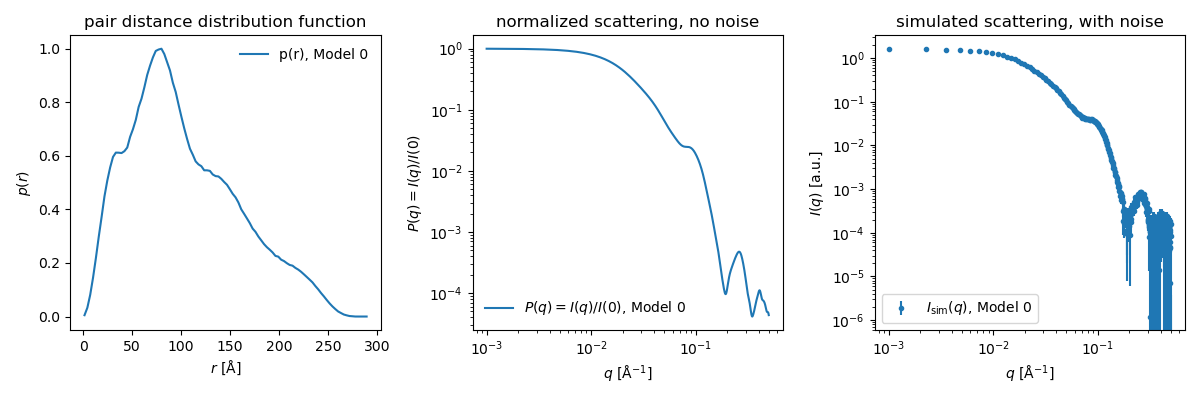 pair distance distribution function
p(r), Model 0
1.0
0.8
0.6
0.4
0.2
0.0
p(r)
0 50 100 150 200 250 300
r [Å]
normalized scattering, no noise
10⁰
10⁻¹
10⁻²
10⁻³
10⁻⁴
P(q) = I(q)/I(0)
P(q) = I(q)/I(0), Model 0
10⁻³ 10⁻² 10⁻¹
q [Å⁻¹]
simulated scattering, with noise
10⁰
10⁻¹
10⁻²
10⁻³
10⁻⁴
10⁻⁵
10⁻⁶
I(q) [a.u.]
I_sim(q), Model 0
10⁻³ 10⁻² 10⁻¹
q [Å⁻¹]